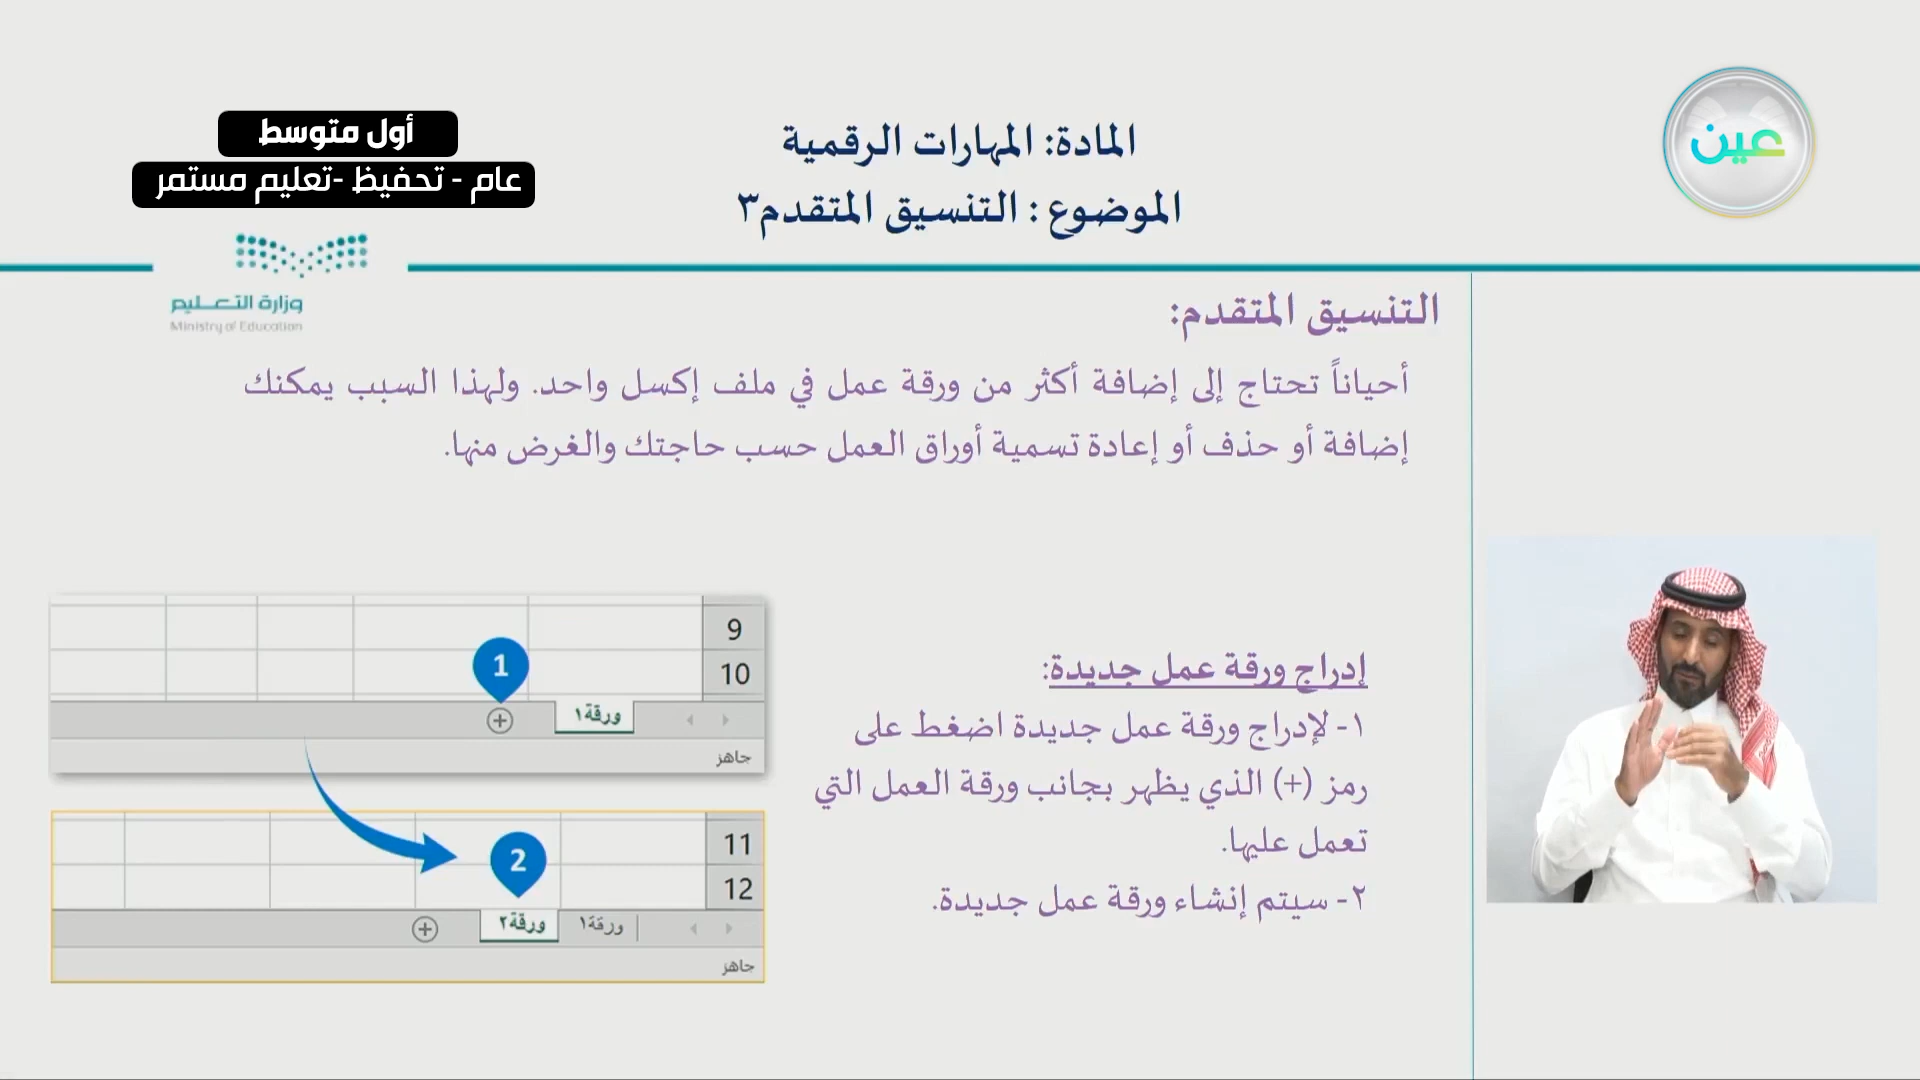 عين
المادة: المهارات الرقمية
الموضوع : التنسيق المتقدم٣
أول متوسط
عام - تحفيظ -تعليم مستمر
وزارة التعليم
Ministry of Education
التنسيق المتقدم:
أحياناً تحتاج إلى إضافة أكثر من ورقة عمل في ملف إكسل واحد. ولهذا السبب يمكنك
إضافة أو حذف أو إعادة تسمية أوراق العمل حسب حاجتك والغرض منها.
إدراج ورقة عمل جديدة:
١- لإدراج ورقة عمل جديدة اضغط على
رمز (+) الذي يظهر بجانب ورقة العمل التي
تعمل عليها.
٢- سيتم إنشاء ورقة عمل جديدة.
9
10
1
ورقة١
جاهز
11
12
2
ورقة١ ورقة٢
جاهز